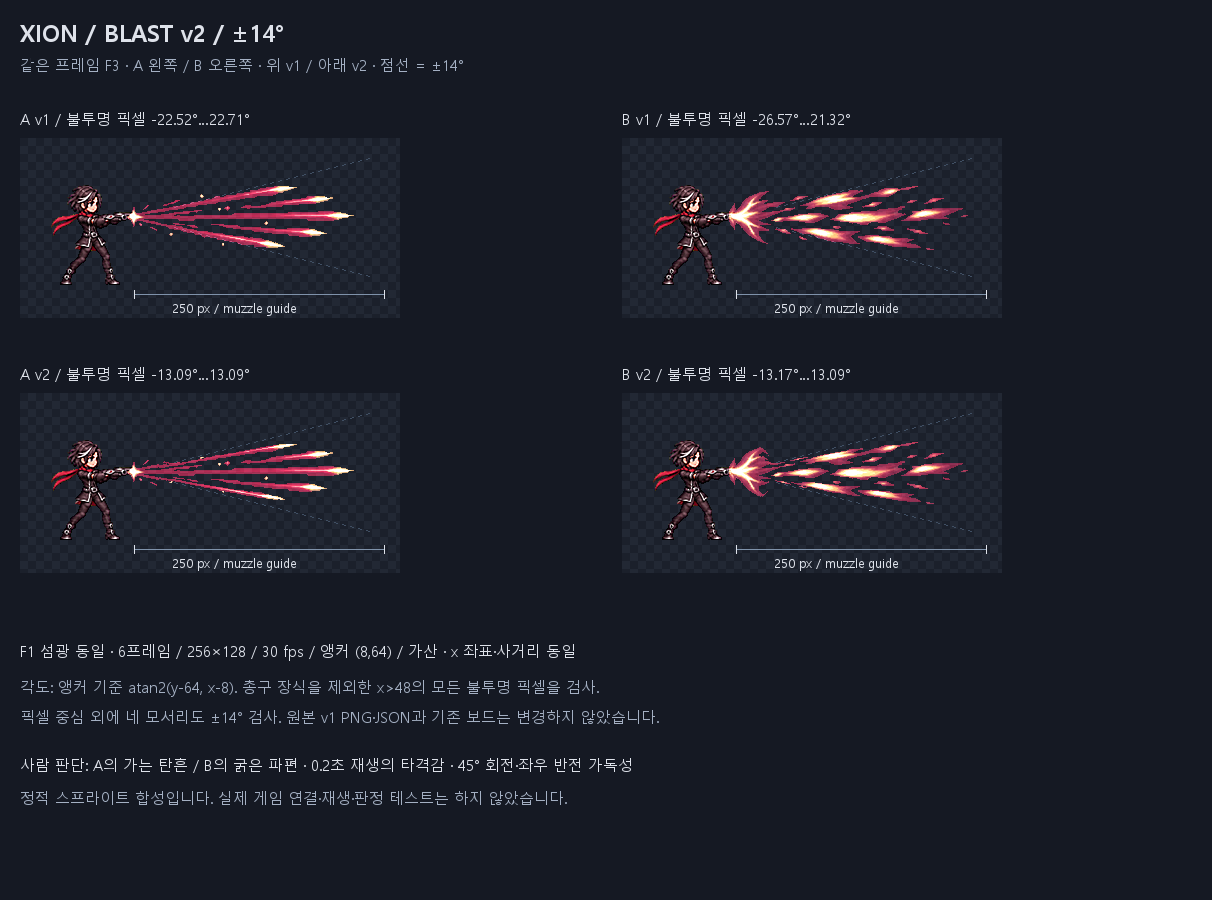 XION / BLAST v2 / ±14°
같은 프레임 F3 · A 왼쪽 / B 오른쪽 · 위 v1 / 아래 v2 · 점선 = ±14°
A v1 / 불투명 픽셀 -22.52°...22.71°
B v1 / 불투명 픽셀 -26.57°...21.32°
250 px / muzzle guide
250 px / muzzle guide
A v2 / 불투명 픽셀 -13.09°...13.09°
B v2 / 불투명 픽셀 -13.17°...13.09°
250 px / muzzle guide
250 px / muzzle guide
F1 섬광 동일 · 6프레임 / 256×128 / 30 fps / 앵커 (8,64) / 가산 · x 좌표·사거리 동일
각도: 앵커 기준 atan2(y-64, x-8). 총구 장식을 제외한 x>48의 모든 불투명 픽셀을 검사.
픽셀 중심 외에 네 모서리도 ±14° 검사. 원본 v1 PNG·JSON과 기존 보드는 변경하지 않았습니다.
사람 판단: A의 가는 탄흔 / B의 굵은 파편 · 0.2초 재생의 타격감 · 45° 회전·좌우 반전 가독성
정적 스프라이트 합성입니다. 실제 게임 연결·재생·판정 테스트는 하지 않았습니다.